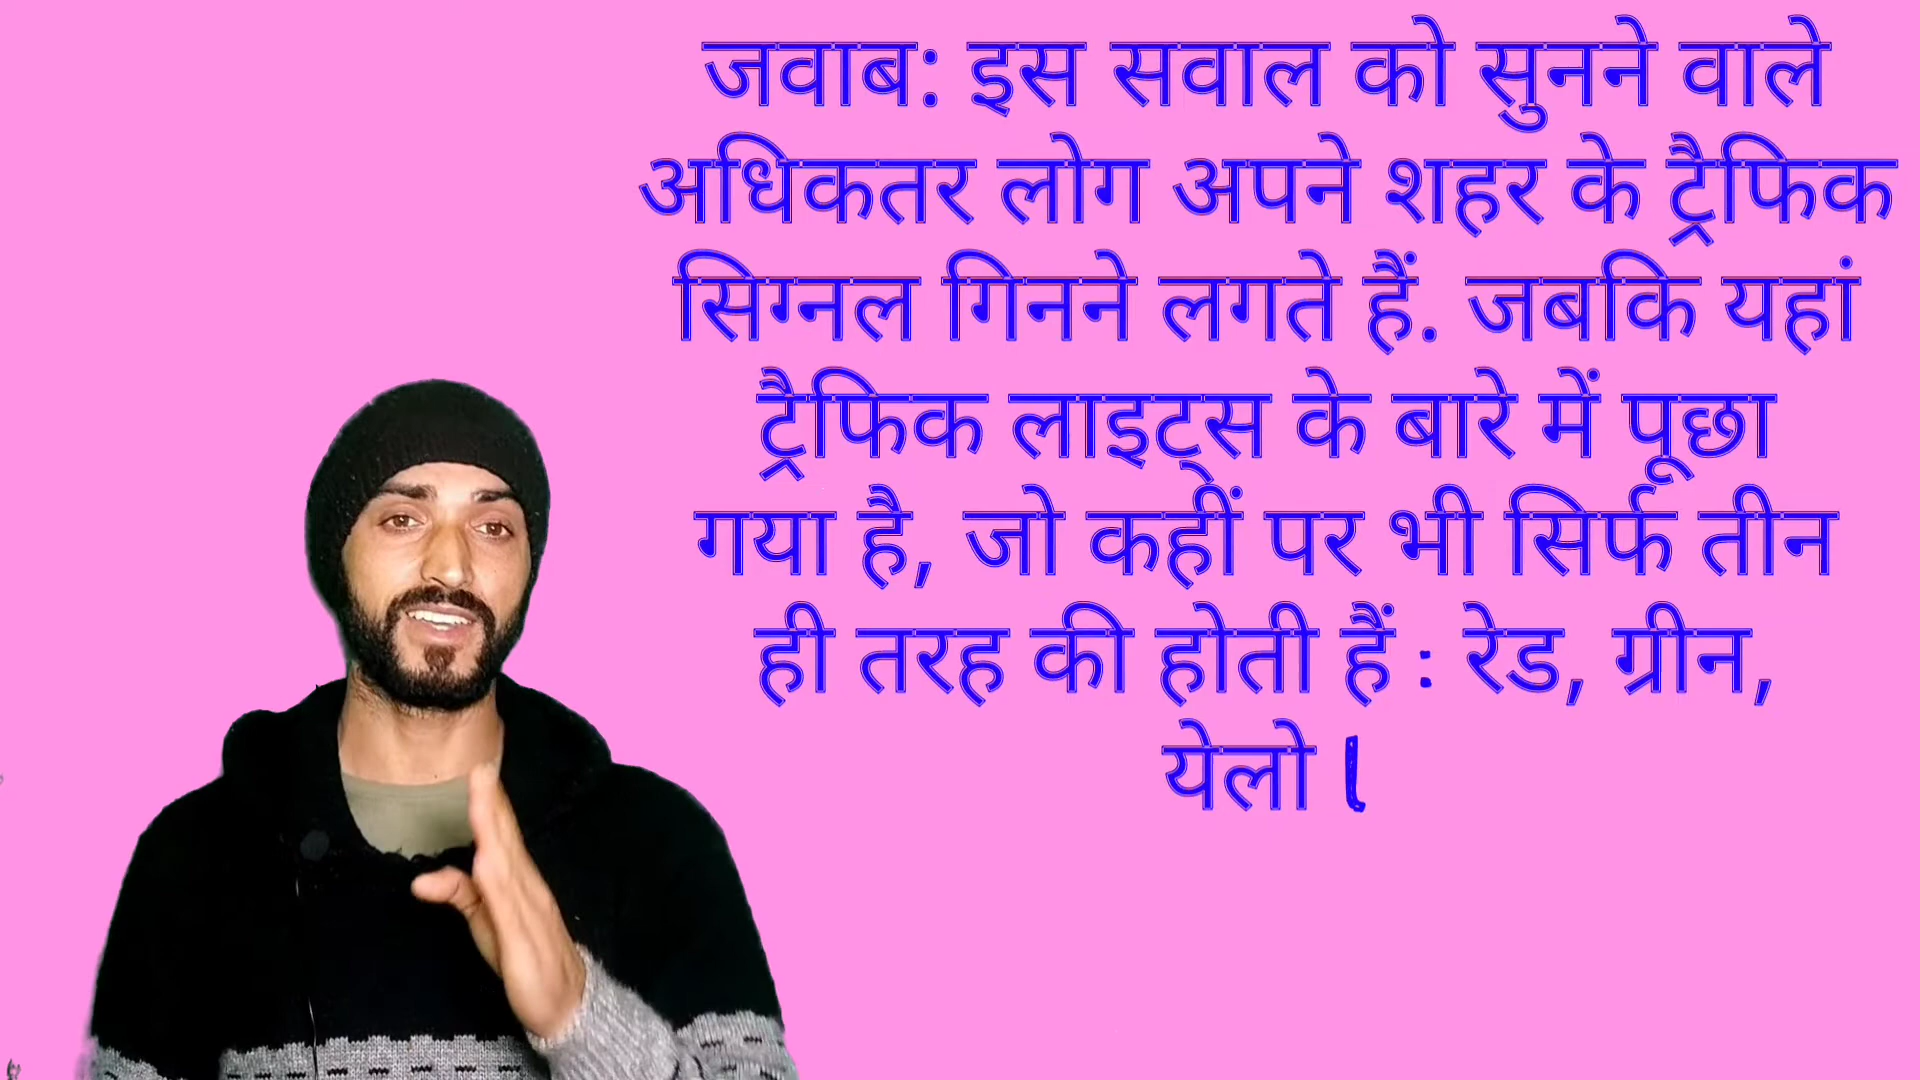 जवाब: इस सवाल को सुनने वाले
अधिकतर लोग अपने शहर के ट्रैफिक
सिग्नल गिनने लगते हैं. जबकि यहां
ट्रैफिक लाइट्स के बारे में पूछा
गया है, जो कहीं पर भी सिर्फ तीन
ही तरह की होती हैं : रेड, ग्रीन,
येलो l